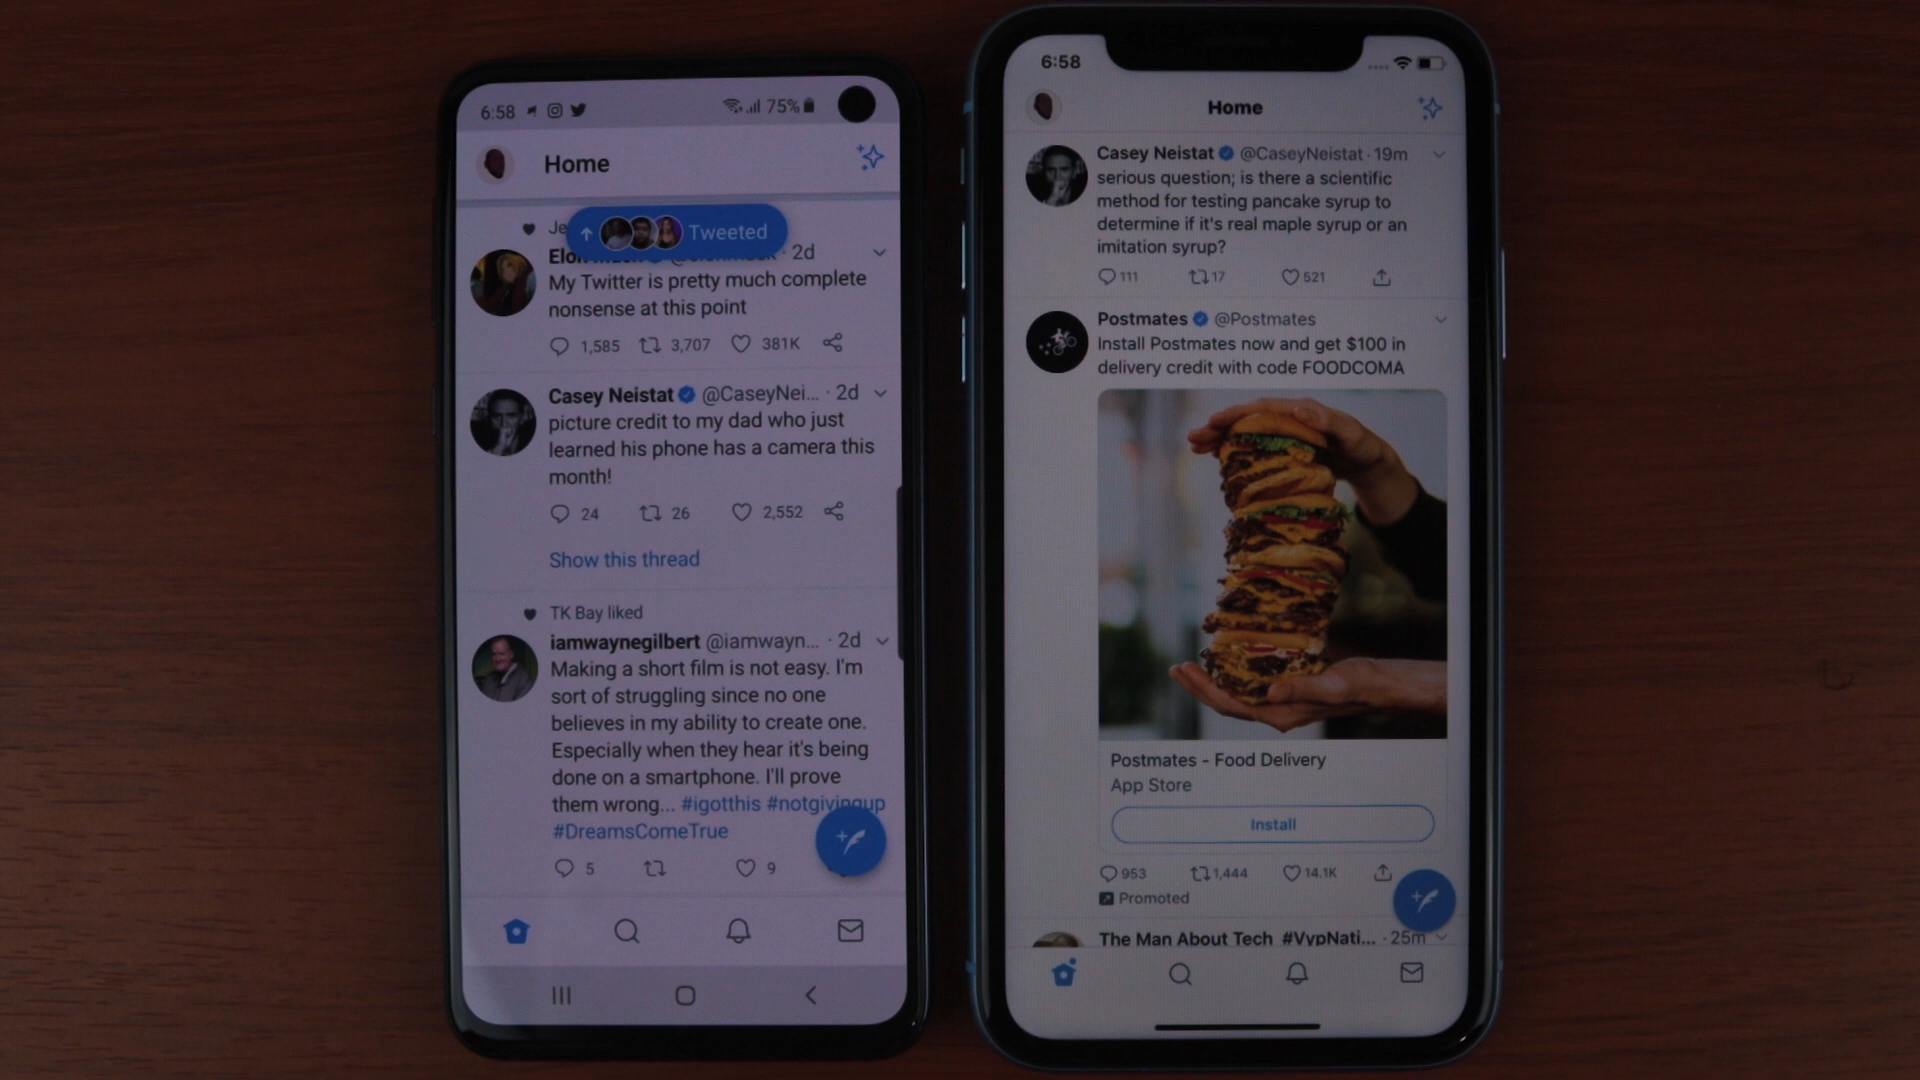 6:58
75%
Home
Tweeted
Je
2d
My Twitter is pretty much complete
nonsense at this point
1,585 3,707 381K
Casey Neistat @CaseyNei... · 2d
picture credit to my dad who just
learned his phone has a camera this
month!
24 26 2,552
Show this thread
TK Bay liked
iamwaynegilbert @iamwayn... · 2d
Making a short film is not easy. I'm
sort of struggling since no one
believes in my ability to create one.
Especially when they hear it's being
done on a smartphone. I'll prove
them wrong... #igotthis #notgivingup
#DreamsComeTrue
5 9
6:58
Home
Casey Neistat @CaseyNeistat · 19m
serious question; is there a scientific
method for testing pancake syrup to
determine if it's real maple syrup or an
imitation syrup?
111 17 521
Postmates @Postmates
Install Postmates now and get $100 in
delivery credit with code FOODCOMA
Postmates - Food Delivery
App Store
Install
953 1,444 14.1K
Promoted
The Man About Tech #VypNati... · 25m